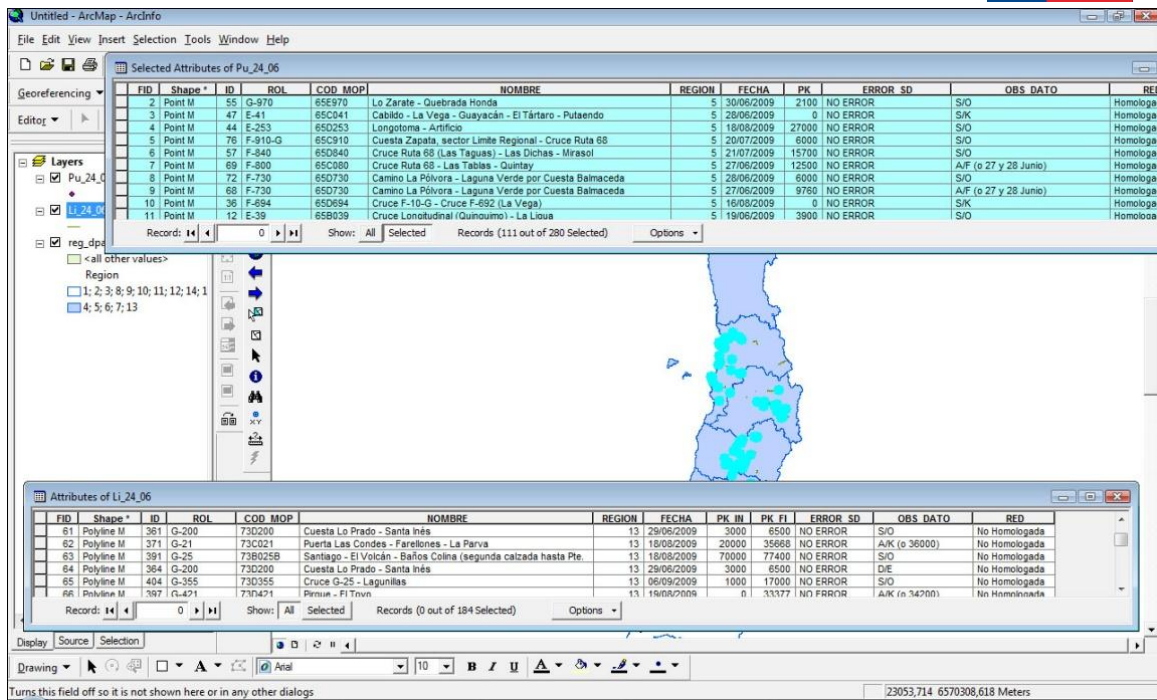 Untitled - ArcMap - ArcInfo
File Edit View Insert Selection Tools Window Help
Selected Attributes of Pu_24_06
Georeferencing
Editor
FID Shape * ID ROL COD MOP NOMBRE REGION FECHA PK ERROR SD OBS DATO RED
2 Point M 55 G-970 65E970 Lo Zarate - Quebrada Honda 5 30/06/2009 2100 NO ERROR S/O Homologa
3 Point M 47 E-41 65C041 Cabildo - La Vega - Guayacán - El Tártaro - Putaendo 5 28/06/2009 0 NO ERROR S/K Homologa
4 Point M 44 E-253 65D253 Longotoma - Artificio 5 18/08/2009 27000 NO ERROR S/O Homologa
5 Point M 76 F-910-G 65C910 Cuesta Zapata, sector Limite Regional - Cruce Ruta 68 5 20/07/2009 6000 NO ERROR S/O Homologa
6 Point M 57 F-840 65D840 Cruce Ruta 68 (Las Taguas) - Las Dichas - Mirasol 5 21/07/2009 15700 NO ERROR S/O Homologa
7 Point M 69 F-800 65C080 Cruce Ruta 68 - Las Tablas - Quintay 5 27/06/2009 12500 NO ERROR A/F (o 27 y 28 Junio) Homologa
8 Point M 72 F-730 65D730 Camino La Pólvora - Laguna Verde por Cuesta Balmaceda 5 28/06/2009 6000 NO ERROR S/O Homologa
9 Point M 68 F-730 65D730 Camino La Pólvora - Laguna Verde por Cuesta Balmaceda 5 27/06/2009 9760 NO ERROR A/F (o 27 y 28 Junio) Homologa
10 Point M 36 F-694 65D694 Cruce F-10-G - Cruce F-692 (La Vega) 5 16/08/2009 0 NO ERROR S/K Homologa
11 Point M 12 E-39 65B039 Cruce Longitudinal (Quinquimo) - La Ligua 5 19/06/2009 3900 NO ERROR S/O Homologa
Record: 0 Show: All Selected Records (111 out of 280 Selected) Options
Layers
Pu_24_0
Li_24_06
reg_dpa
<all other values>
Region
1; 2; 3; 8; 9; 10; 11; 12; 14; 1
4; 5; 6; 7; 13
XY
Attributes of Li_24_06
FID Shape * ID ROL COD MOP NOMBRE REGION FECHA PK IN PK FI ERROR SD OBS DATO RED
61 Polyline M 361 G-200 73D200 Cuesta Lo Prado - Santa Inés 13 29/06/2009 3000 6500 NO ERROR S/O No Homologada
62 Polyline M 371 G-21 73C021 Puerta Las Condes - Farellones - La Parva 13 18/08/2009 20000 35668 NO ERROR A/K (o 36000) No Homologada
63 Polyline M 391 G-25 73B025B Santiago - El Volcán - Baños Colina (segunda calzada hasta Pte. 13 18/08/2009 70000 77400 NO ERROR S/O No Homologada
64 Polyline M 364 G-200 73D200 Cuesta Lo Prado - Santa Inés 13 29/06/2009 3000 6500 NO ERROR D/E No Homologada
65 Polyline M 404 G-355 73D355 Cruce G-25 - Lagunillas 13 06/09/2009 1000 17000 NO ERROR S/O No Homologada
66 Polyline M 397 G-421 73D421 Pirque - El Toyo 13 19/08/2009 0 33377 NO ERROR A/K (o 34200) No Homologada
Record: 0 Show: All Selected Records (0 out of 184 Selected) Options
Display Source Selection
Drawing A Arial 10 B I U A
Turns this field off so it is not shown here or in any other dialogs 23053,714 6570308,618 Meters